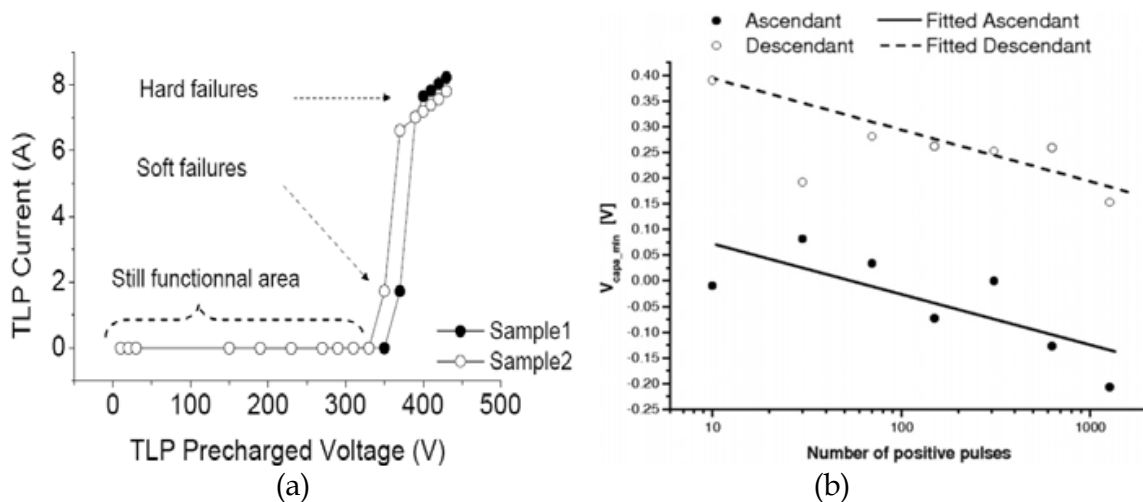 Hard failures
Soft failures
Still functionnal area
Sample1
Sample2
8
6
4
2
0
TLP Current (A)
0 100 200 300 400 500
TLP Precharged Voltage (V)
(a)
Ascendant Fitted Ascendant
Descendant Fitted Descendant
0.40
0.35
0.30
0.25
0.20
0.15
0.10
0.05
0.00
-0.05
-0.10
-0.15
-0.20
-0.25
V_capa_min [V]
10 100 1000
Number of positive pulses
(b)